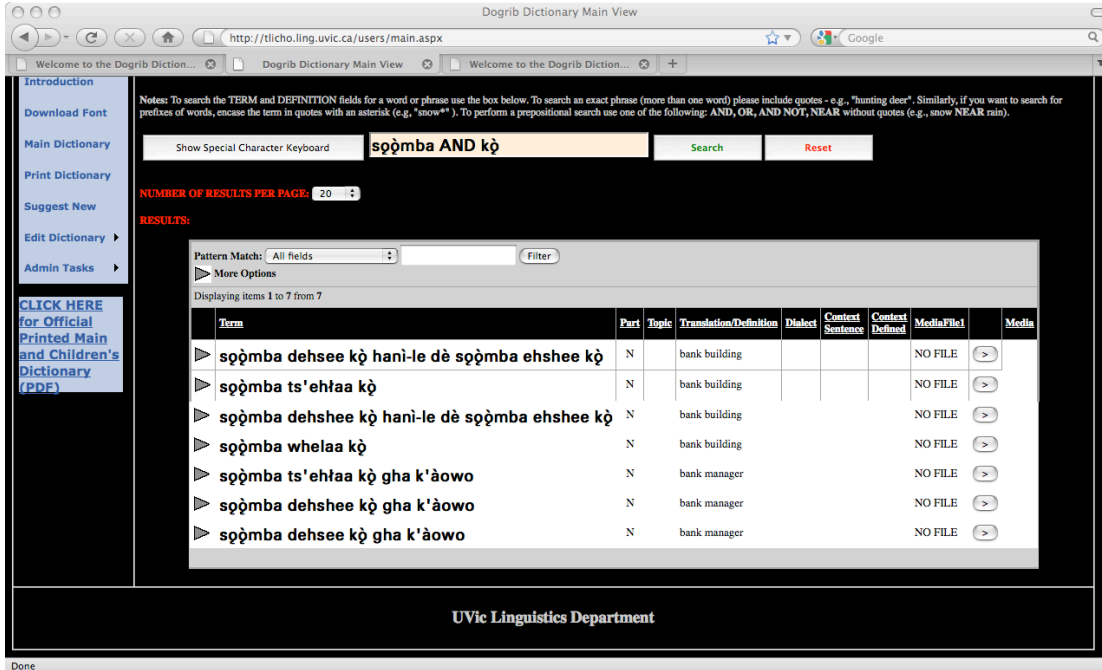 Dogrib Dictionary Main View
http://tlicho.ling.uvic.ca/users/main.aspx
Google
Welcome to the Dogrib Diction...
Dogrib Dictionary Main View
Welcome to the Dogrib Diction...
Introduction
Download Font
Main Dictionary
Print Dictionary
Suggest New
Edit Dictionary
Admin Tasks
CLICK HERE
for Official
Printed Main
and Children's
Dictionary
(PDF)
Notes: To search the TERM and DEFINITION fields for a word or phrase use the box below. To search an exact phrase (more than one word) please include quotes - e.g., "hunting deer". Similarly, if you want to search for
prefixes of words, encase the term in quotes with an asterisk (e.g, "snow*" ). To perform a prepositional search use one of the following: AND, OR, AND NOT, NEAR without quotes (e.g., snow NEAR rain).
Show Special Character Keyboard
sǫǫ̀mba AND kǫ̀
Search
Reset
NUMBER OF RESULTS PER PAGE: 20
RESULTS:
Pattern Match: All fields
Filter
More Options
Displaying items 1 to 7 from 7
Term Part Topic Translation/Definition Dialect Context Sentence Context Defined MediaFile1 Media
sǫǫ̀mba dehsee kǫ̀ hanì-le dè sǫǫ̀mba ehshee kǫ̀ N bank building NO FILE >
sǫǫ̀mba ts'ehłaa kǫ̀ N bank building NO FILE >
sǫǫ̀mba dehshee kǫ̀ hanì-le dè sǫǫ̀mba ehshee kǫ̀ N bank building NO FILE >
sǫǫ̀mba whelaa kǫ̀ N bank building NO FILE >
sǫǫ̀mba ts'ehłaa kǫ̀ gha k'àowo N bank manager NO FILE >
sǫǫ̀mba dehshee kǫ̀ gha k'àowo N bank manager NO FILE >
sǫǫ̀mba dehsee kǫ̀ gha k'àowo N bank manager NO FILE >
UVic Linguistics Department
Done